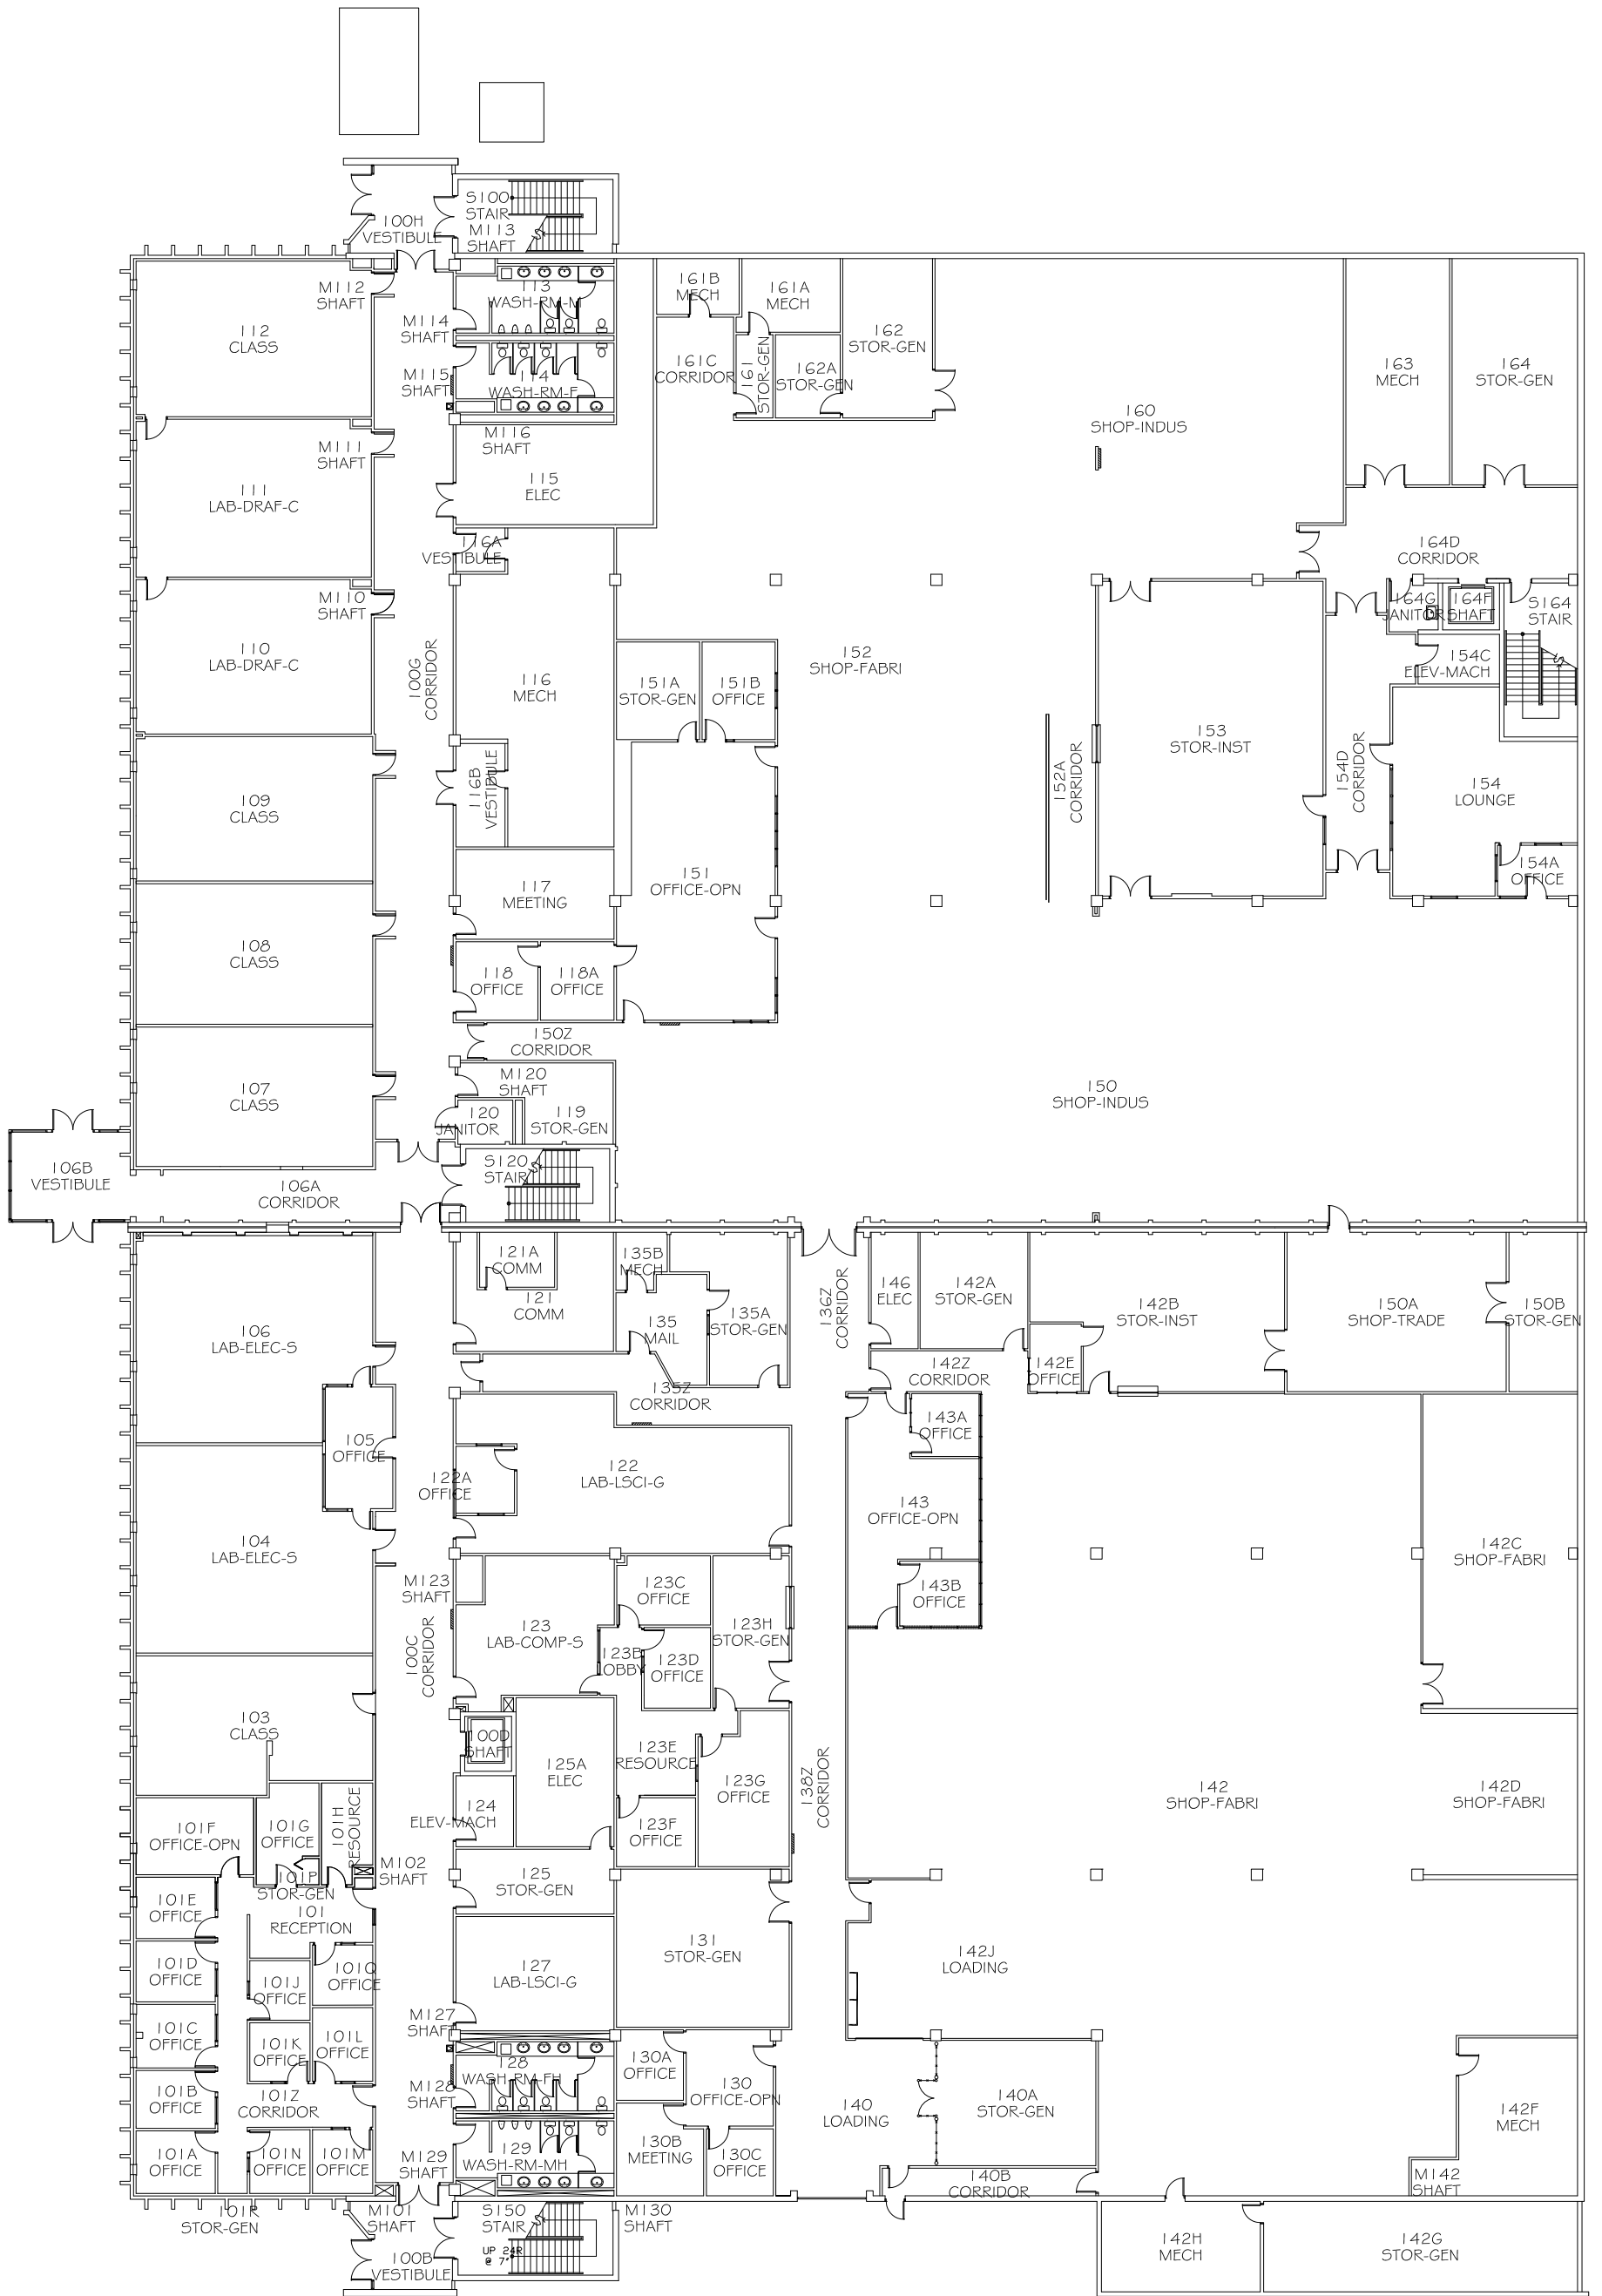 S100
STAIR
100H
VESTIBULE
M113
SHAFT
M112
SHAFT
113
WASH-RM-M
161B
MECH
161A
MECH
112
CLASS
M114
SHAFT
162
STOR-GEN
161C
CORRIDOR
161
STOR-GEN
162A
STOR-GEN
163
MECH
164
STOR-GEN
M115
SHAFT
114
WASH-RM-F
160
SHOP-INDUS
M116
SHAFT
M111
SHAFT
111
LAB-DRAF-C
115
ELEC
116A
VESTIBULE
164D
CORRIDOR
M110
SHAFT
164G
JANITOR
164F
SHAFT
S164
STAIR
110
LAB-DRAF-C
100G
CORRIDOR
116
MECH
151A
STOR-GEN
151B
OFFICE
152
SHOP-FABRI
154C
ELEV-MACH
153
STOR-INST
116B
VESTIBULE
152A
CORRIDOR
154D
CORRIDOR
154
LOUNGE
109
CLASS
151
OFFICE-OPN
154A
OFFICE
117
MEETING
108
CLASS
118
OFFICE
118A
OFFICE
150Z
CORRIDOR
M120
SHAFT
107
CLASS
150
SHOP-INDUS
120
JANITOR
119
STOR-GEN
106B
VESTIBULE
S120
STAIR
106A
CORRIDOR
121A
COMM
135B
MECH
136Z
CORRIDOR
146
ELEC
142A
STOR-GEN
142B
STOR-INST
150A
SHOP-TRADE
150B
STOR-GEN
121
COMM
135
MAIL
135A
STOR-GEN
106
LAB-ELEC-S
142Z
CORRIDOR
142E
OFFICE
135Z
CORRIDOR
143A
OFFICE
105
OFFICE
122A
OFFICE
122
LAB-LSCI-G
143
OFFICE-OPN
104
LAB-ELEC-S
142C
SHOP-FABRI
M123
SHAFT
123C
OFFICE
143B
OFFICE
123
LAB-COMP-S
123H
STOR-GEN
100C
CORRIDOR
123B
LOBBY
123D
OFFICE
103
CLASS
100D
SHAFT
123E
RESOURCE
125A
ELEC
123G
OFFICE
138Z
CORRIDOR
142
SHOP-FABRI
142D
SHOP-FABRI
124
ELEV-MACH
123F
OFFICE
101F
OFFICE-OPN
101G
OFFICE
101H
RESOURCE
M102
SHAFT
101P
STOR-GEN
125
STOR-GEN
101E
OFFICE
101
RECEPTION
131
STOR-GEN
142J
LOADING
101D
OFFICE
101J
OFFICE
101Q
OFFICE
127
LAB-LSCI-G
M127
SHAFT
101C
OFFICE
101K
OFFICE
101L
OFFICE
128
WASH-RM-FH
130A
OFFICE
130
OFFICE-OPN
M128
SHAFT
101B
OFFICE
101Z
CORRIDOR
140
LOADING
140A
STOR-GEN
142F
MECH
101A
OFFICE
101N
OFFICE
101M
OFFICE
M129
SHAFT
129
WASH-RM-MH
130B
MEETING
130C
OFFICE
140B
CORRIDOR
M142
SHAFT
101R
STOR-GEN
M101
SHAFT
S150
STAIR
M130
SHAFT
UP 24R
@ 7"
100B
VESTIBULE
142H
MECH
142G
STOR-GEN